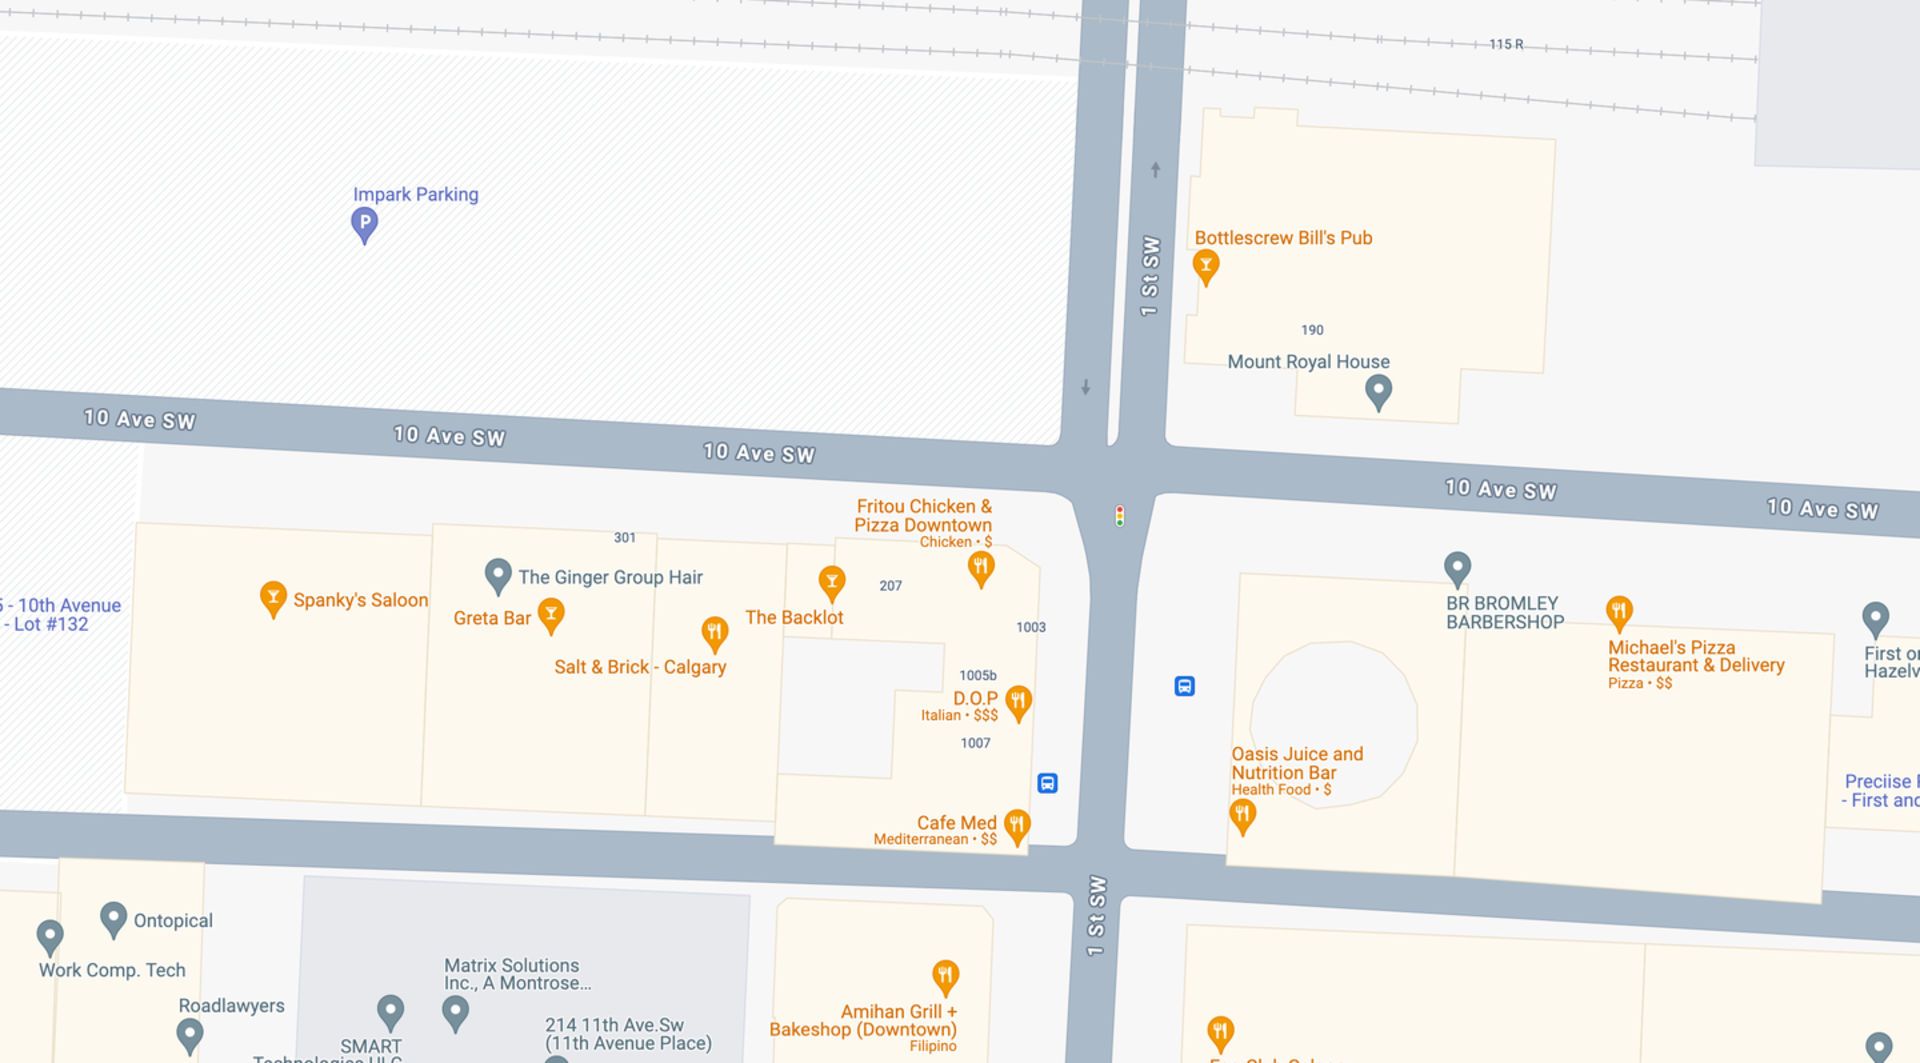 115 R
Impark Parking
P
1 St SW
Bottlescrew Bill's Pub
190
Mount Royal House
10 Ave SW
10 Ave SW
10 Ave SW
10 Ave SW
10 Ave SW
Fritou Chicken &
Pizza Downtown
Chicken • $
301
The Ginger Group Hair
207
Spanky's Saloon
Greta Bar
The Backlot
- 10th Avenue
- Lot #132
1003
BR BROMLEY
BARBERSHOP
Salt & Brick - Calgary
Michael's Pizza
Restaurant & Delivery
Pizza • $$
First
1005b
D.O.P
Italian • $$$
1007
Oasis Juice and
Nutrition Bar
Health Food • $
- First
Cafe Med
Mediterranean • $$
1 St SW
Ontopical
Work Comp. Tech
Matrix Solutions
Inc., A Montrose...
Roadlawyers
SMART
214 11th Ave.Sw
(11th Avenue Place)
Amihan Grill +
Bakeshop (Downtown)
Filipino